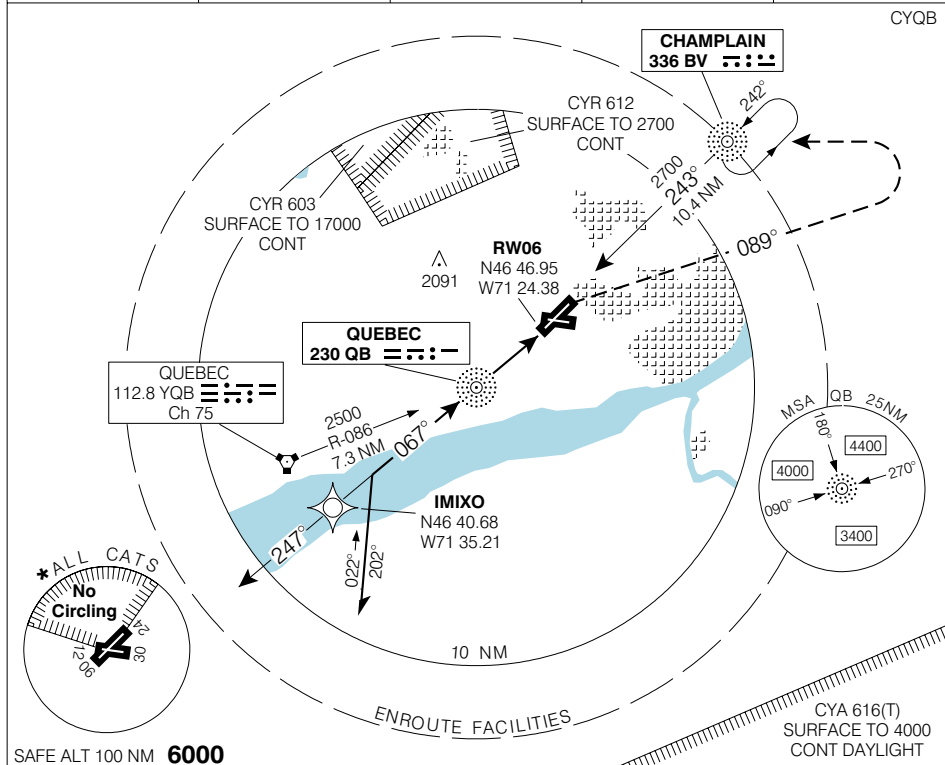 CYQB
CHAMPLAIN
336 BV
242°
CYR 612
SURFACE TO 2700
CONT
2700
243°
10.4 NM
CYR 603
SURFACE TO 17000
CONT
089°
RW06
N46 46.95
W71 24.38
2091
QUEBEC
230 QB
QUEBEC
112.8 YQB
Ch 75
2500
R-086
7.3 NM
067°
MSA QB 25NM
180°
4400
4000
270°
090°
3400
IMIXO
N46 40.68
W71 35.21
247°
022°
202°
*ALL CATS
No
Circling
24
12
06
30
10 NM
ENROUTE FACILITIES
CYA 616(T)
SURFACE TO 4000
CONT DAYLIGHT
SAFE ALT 100 NM 6000